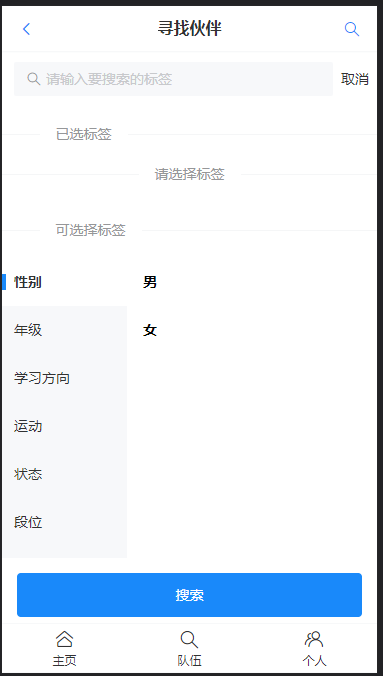 寻找伙伴
请输入要搜索的标签 取消
已选标签
请选择标签
可选择标签
性别 男
年级 女
学习方向
运动
状态
段位
搜索
主页 队伍 个人